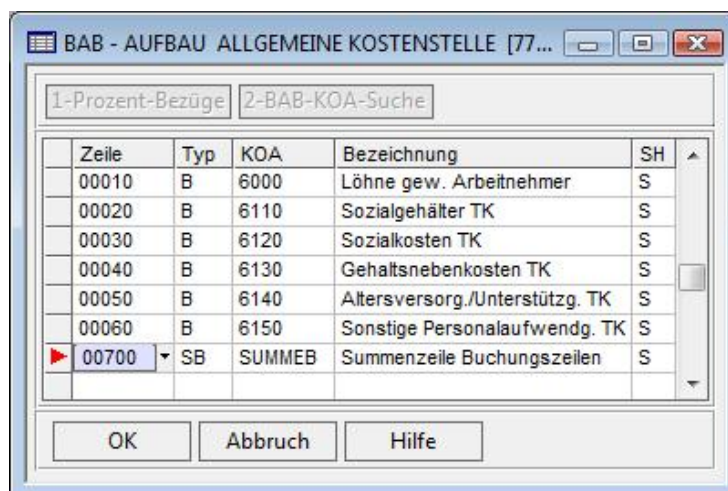 BAB - AUFBAU ALLGEMEINE KOSTENSTELLE [77...
1-Prozent-Bezüge 2-BAB-KOA-Suche
Zeile Typ KOA Bezeichnung SH
00010 B 6000 Löhne gew. Arbeitnehmer S
00020 B 6110 Sozialgehälter TK S
00030 B 6120 Sozialkosten TK S
00040 B 6130 Gehaltsnebenkosten TK S
00050 B 6140 Altersversorg./Unterstützg. TK S
00060 B 6150 Sonstige Personalaufwendg. TK S
00700 SB SUMMEB Summenzeile Buchungszeilen S
OK Abbruch Hilfe